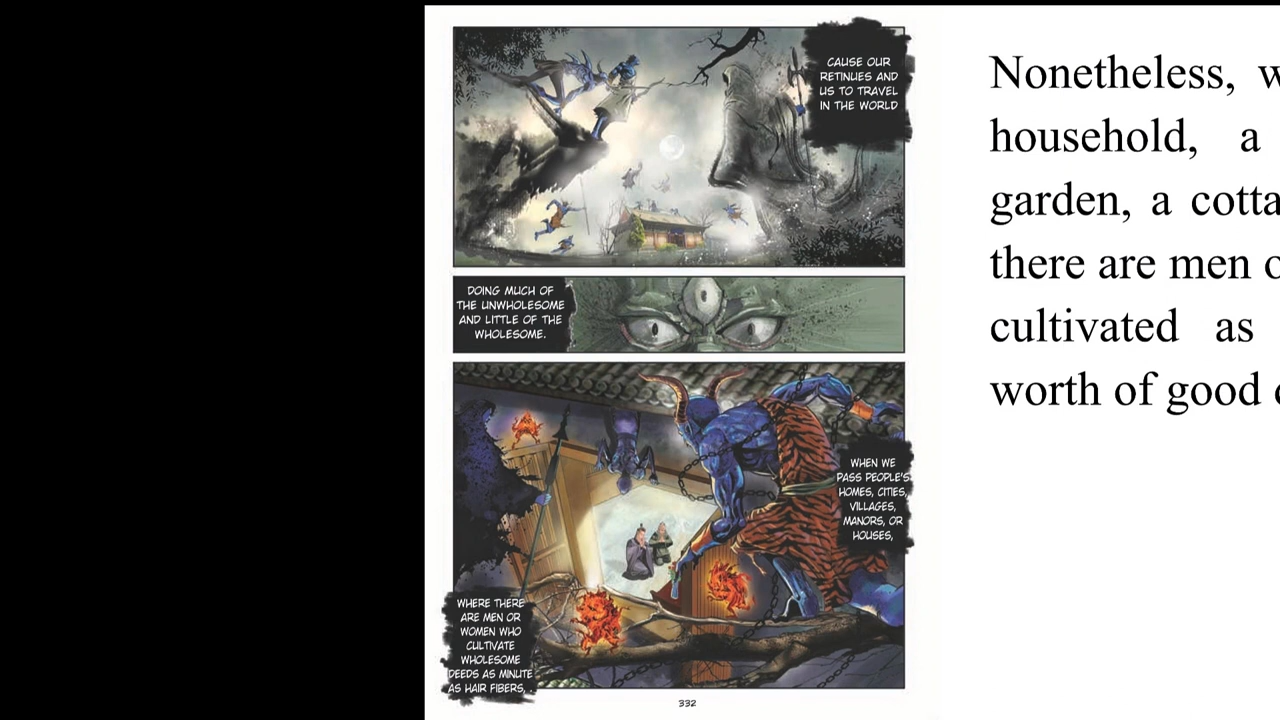 CAUSE OUR
RETINUES AND
US TO TRAVEL
IN THE WORLD
DOING MUCH OF
THE UNWHOLESOME
AND LITTLE OF THE
WHOLESOME.
WHEN WE
PASS PEOPLE'S
HOMES, CITIES,
VILLAGES,
MANORS, OR
HOUSES,
WHERE THERE
ARE MEN OR
WOMEN WHO
CULTIVATE
WHOLESOME
DEEDS AS MINUTE
AS HAIR FIBERS,
332
Nonetheless, w
household, a
garden, a cotta
there are men o
cultivated as
worth of good